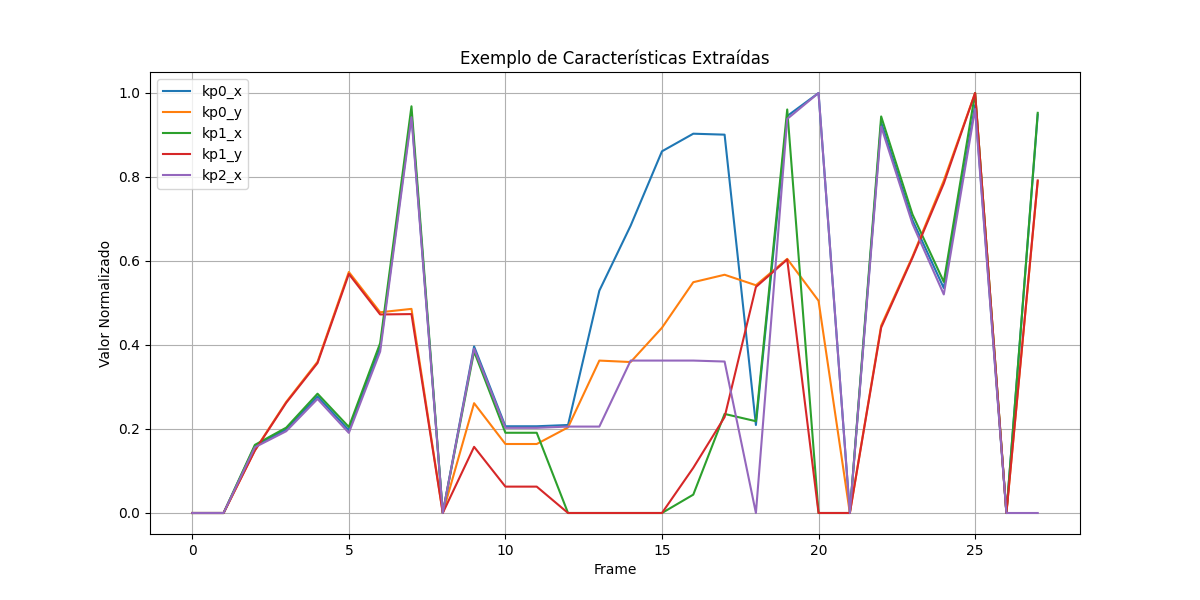 Exemplo de Características Extraídas
kp0_x
kp0_y
kp1_x
kp1_y
kp2_x
Valor Normalizado
1.0
0.8
0.6
0.4
0.2
0.0
0 5 10 15 20 25
Frame